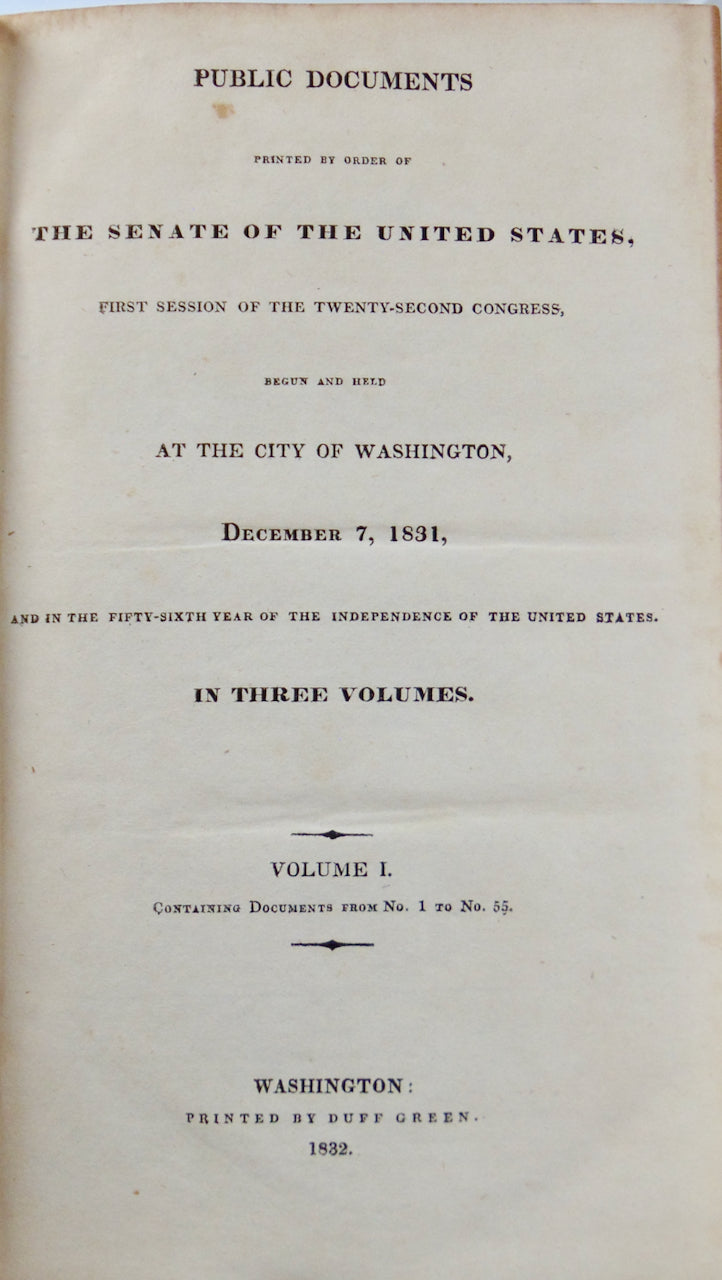 PUBLIC DOCUMENTS
PRINTED BY ORDER OF
THE SENATE OF THE UNITED STATES,
FIRST SESSION OF THE TWENTY-SECOND CONGRESS,
BEGUN AND HELD
AT THE CITY OF WASHINGTON,
DECEMBER 7, 1831,
AND IN THE FIFTY-SIXTH YEAR OF THE INDEPENDENCE OF THE UNITED STATES.
IN THREE VOLUMES.
VOLUME I.
CONTAINING DOCUMENTS FROM NO. 1 TO NO. 55.
WASHINGTON:
PRINTED BY DUFF GREEN.
1832.